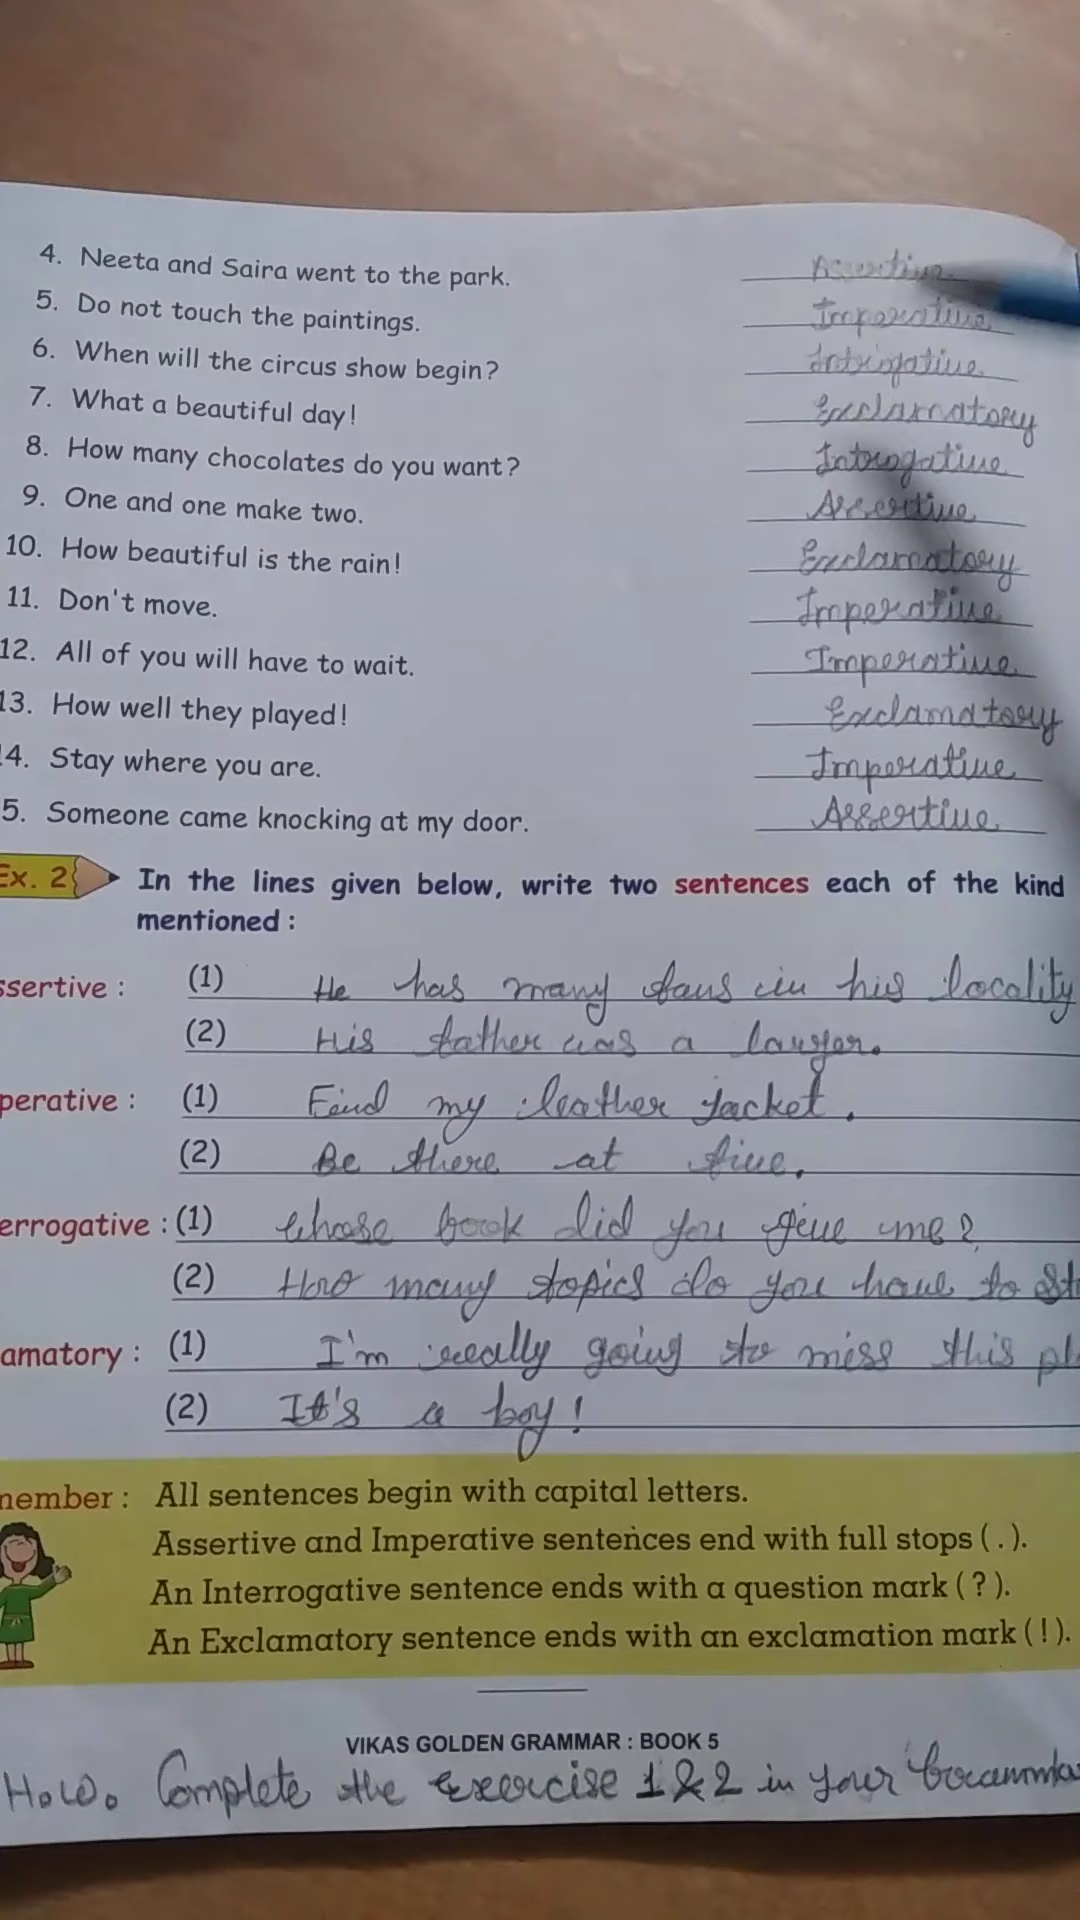 4. Neeta and Saira went to the park. Assertive
5. Do not touch the paintings. Imperative
6. When will the circus show begin? Intrigative
7. What a beautiful day! Exclamatory
8. How many chocolates do you want? Introgative
9. One and one make two. Assertive
10. How beautiful is the rain! Exclamatory
11. Don't move. Imperative
12. All of you will have to wait. Imperative
13. How well they played! Exclamatory
4. Stay where you are. Imperative
5. Someone came knocking at my door. Assertive
Ex. 2 In the lines given below, write two sentences each of the kind
mentioned :
ssertive : (1) He has many fans in his locality
(2) His father was a lawyer.
perative : (1) Find my leather jacket.
(2) Be there at five.
errogative : (1) Whose book did you give me?
(2) How many topics do you have to st
amatory : (1) I'm really going to miss this pl
(2) It's a boy!
member : All sentences begin with capital letters.
Assertive and Imperative sentences end with full stops (.).
An Interrogative sentence ends with a question mark (?).
An Exclamatory sentence ends with an exclamation mark (!).
VIKAS GOLDEN GRAMMAR : BOOK 5
H.W. Complete the exercise 1 & 2 in your Gramma